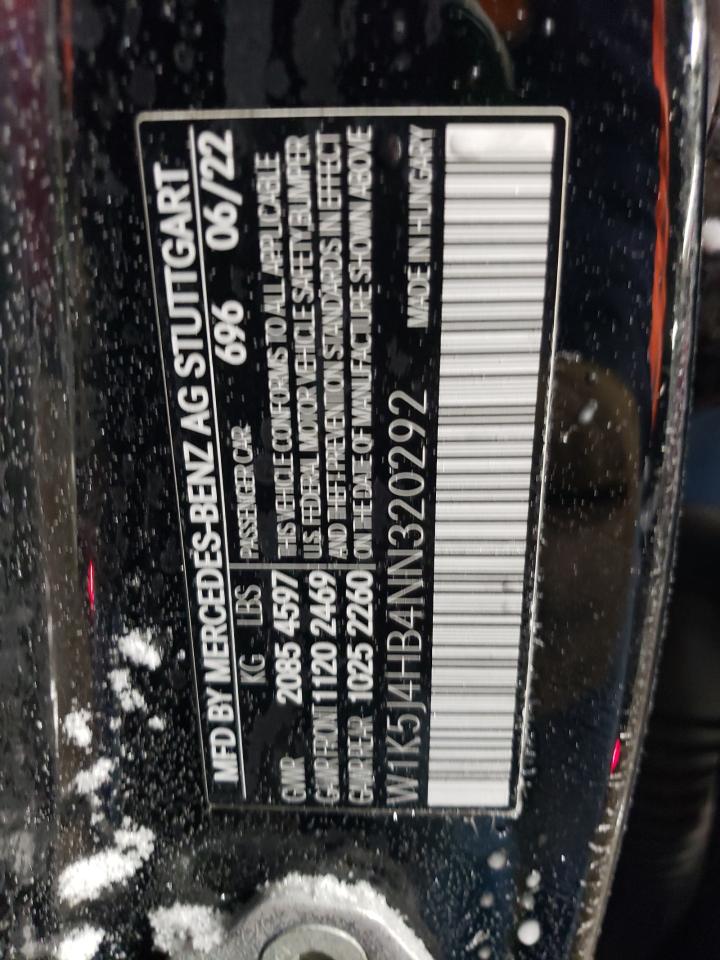 MFD BY MERCEDES-BENZ AG STUTTGART
KG LBS PASSENGER CAR 696 06/22
GVWR 2085 4597 THIS VEHICLE CONFORMS TO ALL APPLICABLE
GAWR FRONT 1120 2469 U.S. FEDERAL MOTOR VEHICLE SAFETY, BUMPER
GAWR REAR 1025 2260 AND THEFT PREVENTION STANDARDS IN EFFECT
ON THE DATE OF MANUFACTURE SHOWN ABOVE
W1K5J4HB4NN320292 MADE IN HUNGARY